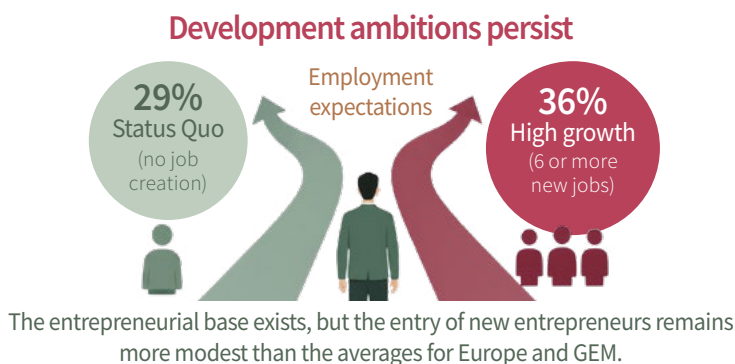 Development ambitions persist
Employment
expectations
29%
Status Quo
(no job
creation)
36%
High growth
(6 or more
new jobs)
The entrepreneurial base exists, but the entry of new entrepreneurs remains
more modest than the averages for Europe and GEM.